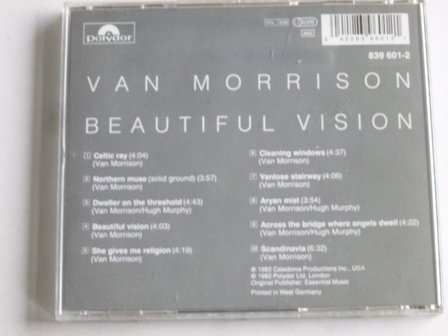 Polydor
POL 898
AAD
839 601-2
VAN MORRISON
BEAUTIFUL VISION
1 Celtic ray (4:04)
(Van Morrison)
2 Northern muse (solid ground) (3:57)
(Van Morrison)
3 Dweller on the threshold (4:43)
(Van Morrison/Hugh Murphy)
4 Beautiful vision (4:03)
(Van Morrison)
5 She gives me religion (4:19)
(Van Morrison)
6 Cleaning windows (4:37)
(Van Morrison)
7 Vanlose stairway (4:06)
(Van Morrison)
8 Aryan mist (3:54)
(Van Morrison/Hugh Murphy)
9 Across the bridge where angels dwell (4:22)
(Van Morrison/Hugh Murphy)
10 Scandinavia (6:32)
(Van Morrison)
℗ 1982 Caledonia Productions Inc., USA
© 1982 Polydor Ltd. London
Original Publisher: Essential Music
Printed in West Germany